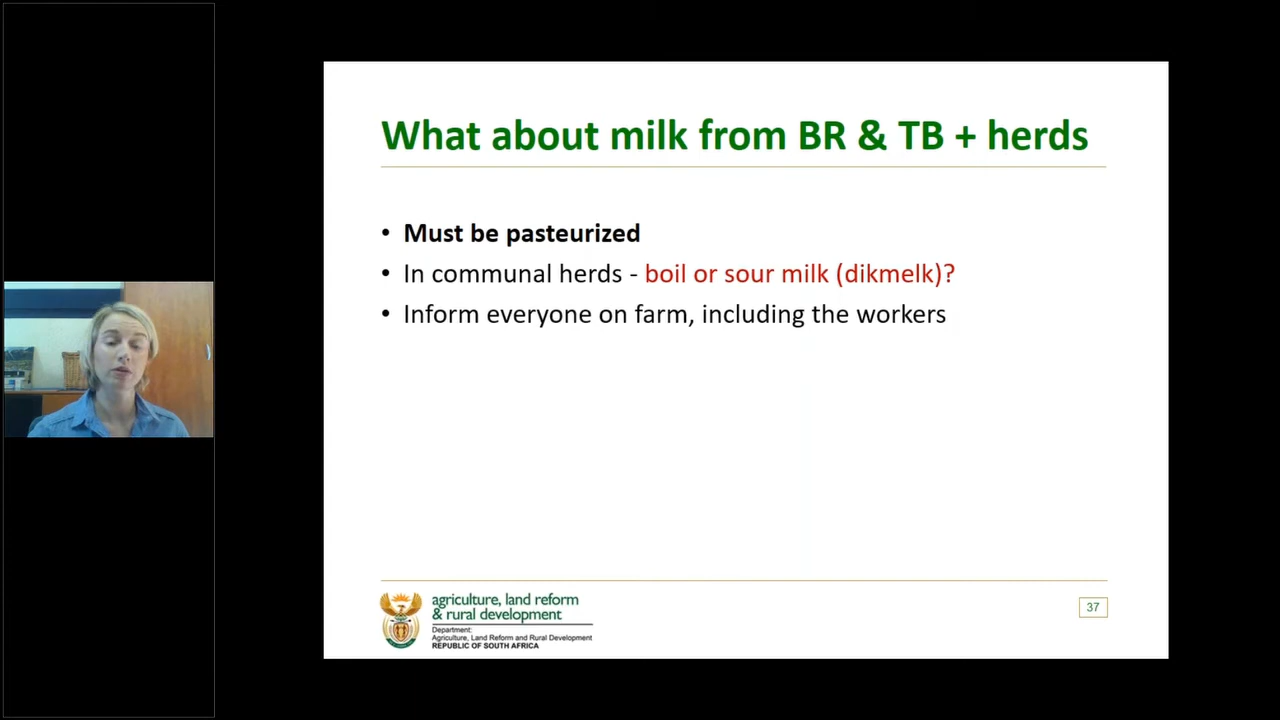 What about milk from BR & TB + herds
• Must be pasteurized
• In communal herds - boil or sour milk (dikmelk)?
• Inform everyone on farm, including the workers
agriculture, land reform
& rural development
Department:
Agriculture, Land Reform and Rural Development
REPUBLIC OF SOUTH AFRICA
37